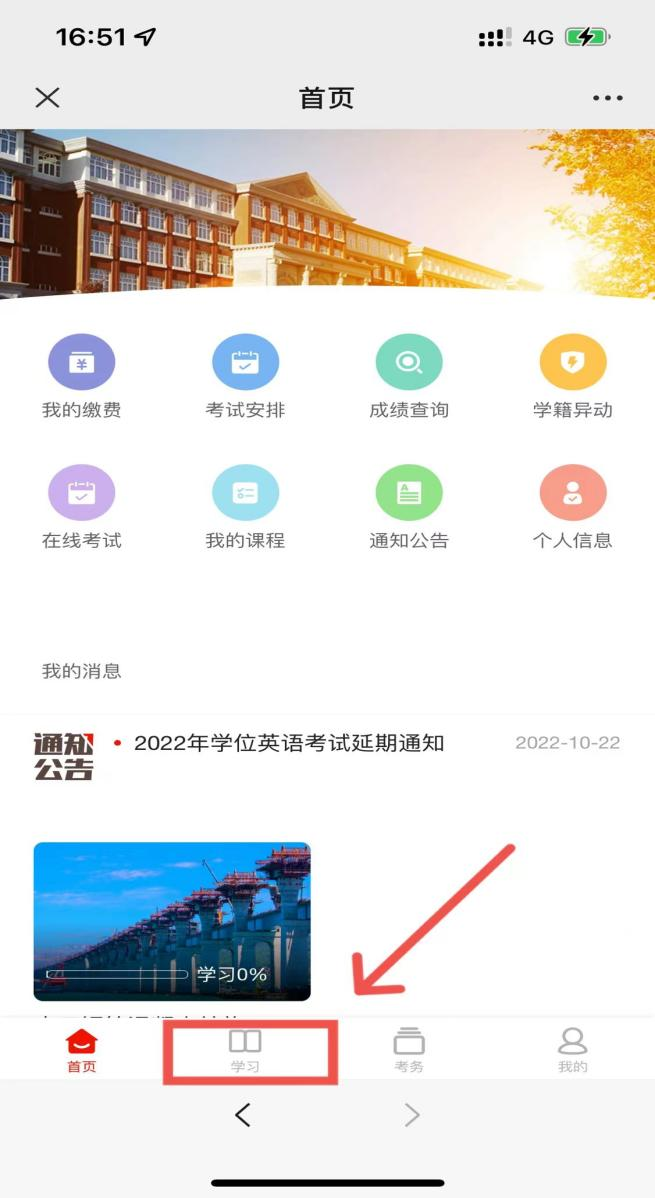 16:51
4G
首页
我的缴费
考试安排
成绩查询
学籍异动
在线考试
我的课程
通知公告
个人信息
我的消息
通知公告
2022年学位英语考试延期通知
2022-10-22
学习0%
首页
学习
考务
我的